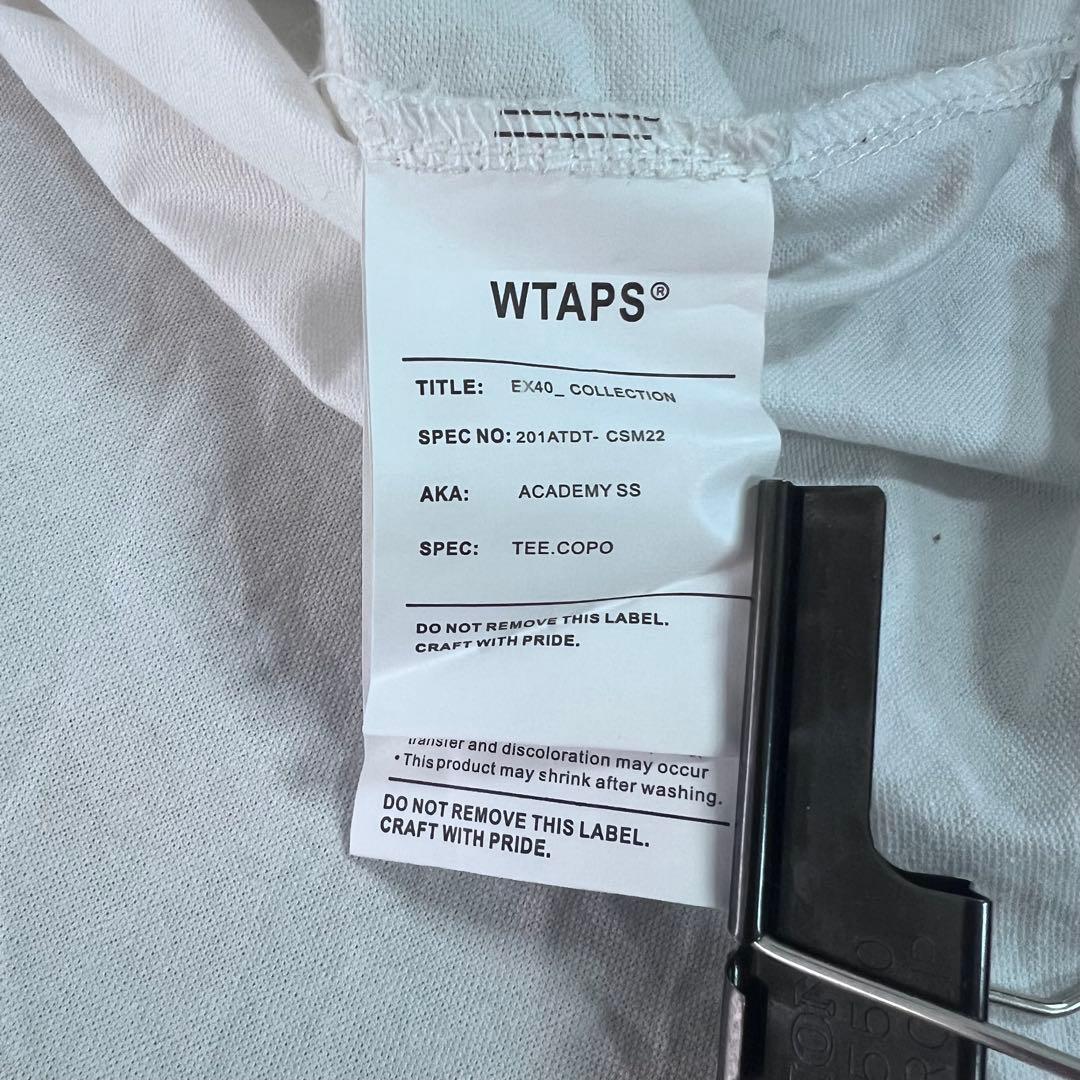 WTAPS®
TITLE: EX40_ COLLECTION
SPEC NO: 201ATDT- CSM22
AKA: ACADEMY SS
SPEC: TEE.COPO
DO NOT REMOVE THIS LABEL.
CRAFT WITH PRIDE.
transfer and discoloration may occur
• This product may shrink after washing.
DO NOT REMOVE THIS LABEL.
CRAFT WITH PRIDE.